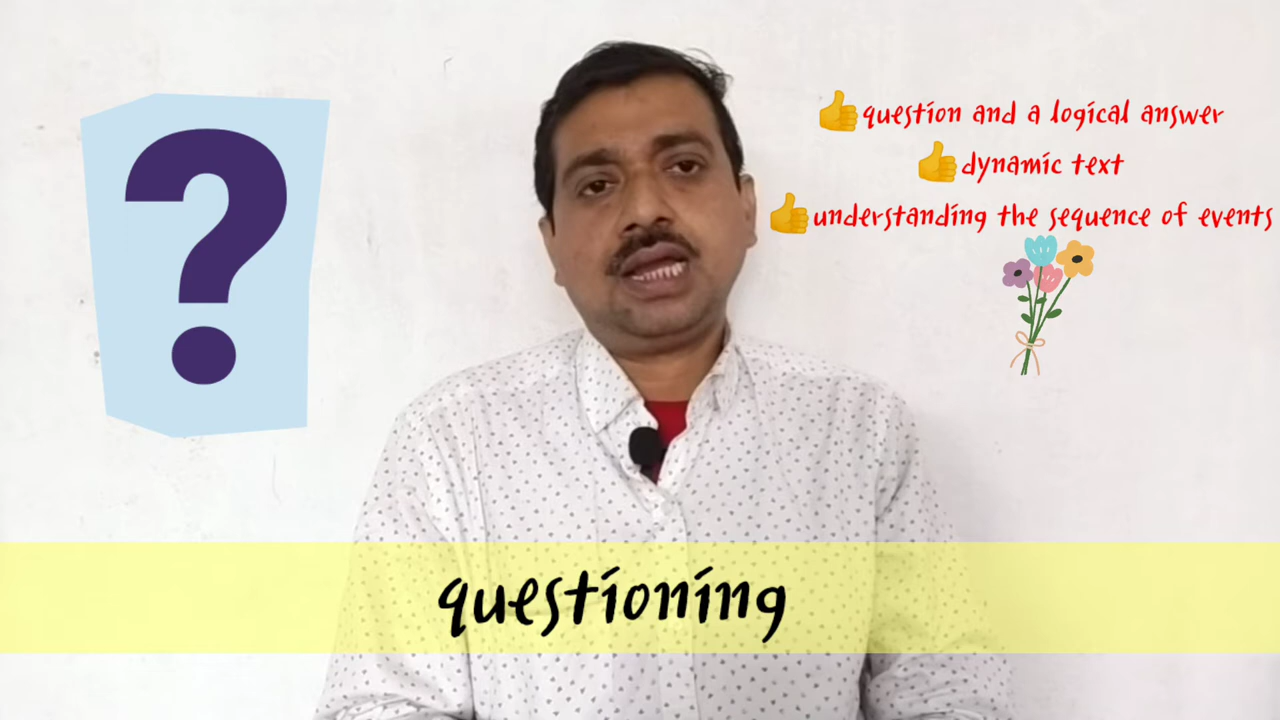 ?
👍question and a logical answer
👍dynamic text
👍understanding the sequence of events
questioning